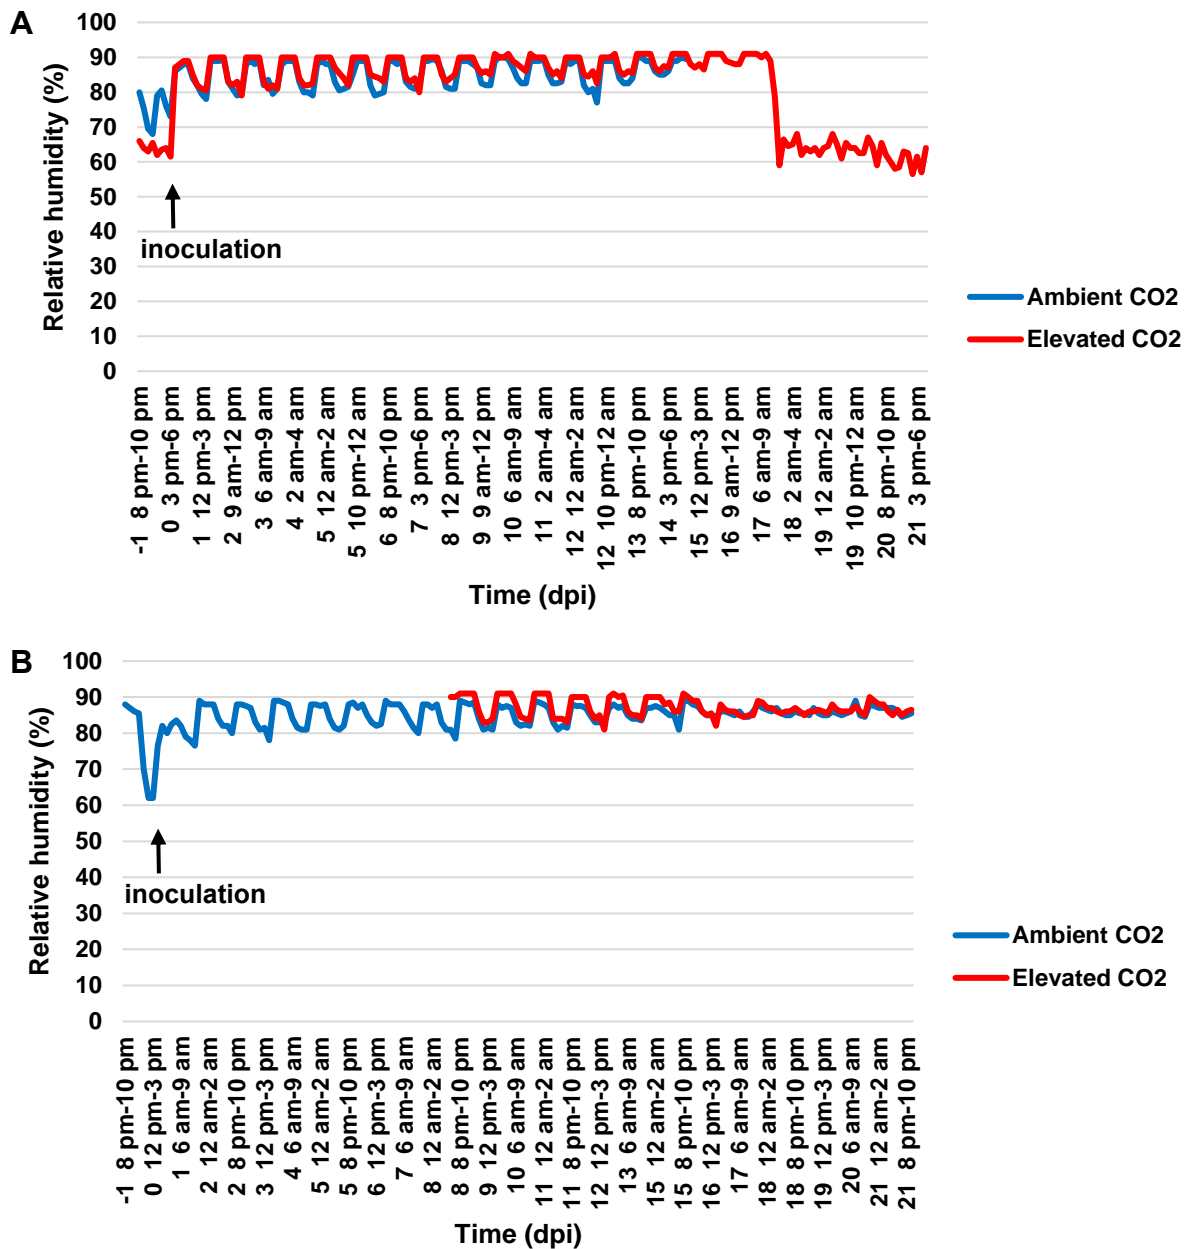 A
Relative humidity (%)
100
90
80
70
60
50
40
30
20
10
0
inoculation
Ambient CO2
Elevated CO2
-1 8 pm-10 pm
0 3 pm-6 pm
1 12 pm-3 pm
2 9 am-12 pm
3 6 am-9 am
4 2 am-4 am
5 12 am-2 am
5 10 pm-12 am
6 8 pm-10 pm
7 3 pm-6 pm
8 12 pm-3 pm
9 9 am-12 pm
10 6 am-9 am
11 2 am-4 am
12 12 am-2 am
12 10 pm-12 am
13 8 pm-10 pm
14 3 pm-6 pm
15 12 pm-3 pm
16 9 am-12 pm
17 6 am-9 am
18 2 am-4 am
19 12 am-2 am
19 10 pm-12 am
20 8 pm-10 pm
21 3 pm-6 pm
Time (dpi)
B
Relative humidity (%)
100
90
80
70
60
50
40
30
20
10
0
inoculation
Ambient CO2
Elevated CO2
-1 8 pm-10 pm
0 12 pm-3 pm
1 6 am-9 am
2 12 am-2 am
2 8 pm-10 pm
3 12 pm-3 pm
4 6 am-9 am
5 12 am-2 am
5 8 pm-10 pm
6 12 pm-3 pm
7 6 am-9 am
8 12 am-2 am
8 8 pm-10 pm
9 12 pm-3 pm
10 6 am-9 am
11 12 am-2 am
11 8 pm-10 pm
12 12 pm-3 pm
13 6 am-9 am
15 12 am-2 am
15 8 pm-10 pm
16 12 pm-3 pm
17 6 am-9 am
18 12 am-2 am
18 8 pm-10 pm
19 12 pm-3 pm
20 6 am-9 am
21 12 am-2 am
21 8 pm-10 pm
Time (dpi)